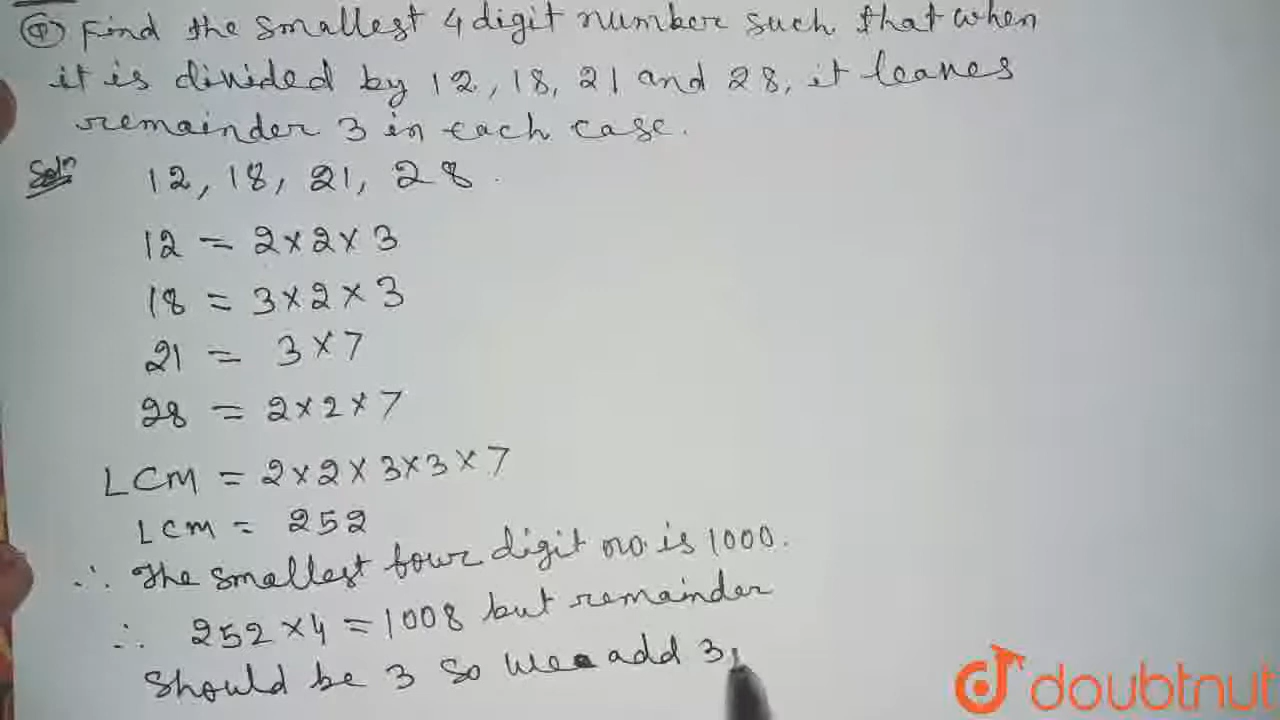 Q) Find the smallest 4 digit number such that when
it is divided by 12, 18, 21 and 28, it leaves
remainder 3 in each case.
Soln 12, 18, 21, 28.
12 = 2×2×3
18 = 3×2×3
21 = 3×7
28 = 2×2×7
LCM = 2×2×3×3×7
LCM = 252
∴ The smallest four digit no. is 1000.
∴ 252×4 = 1008 but remainder
should be 3 so we add 3
doubtnut